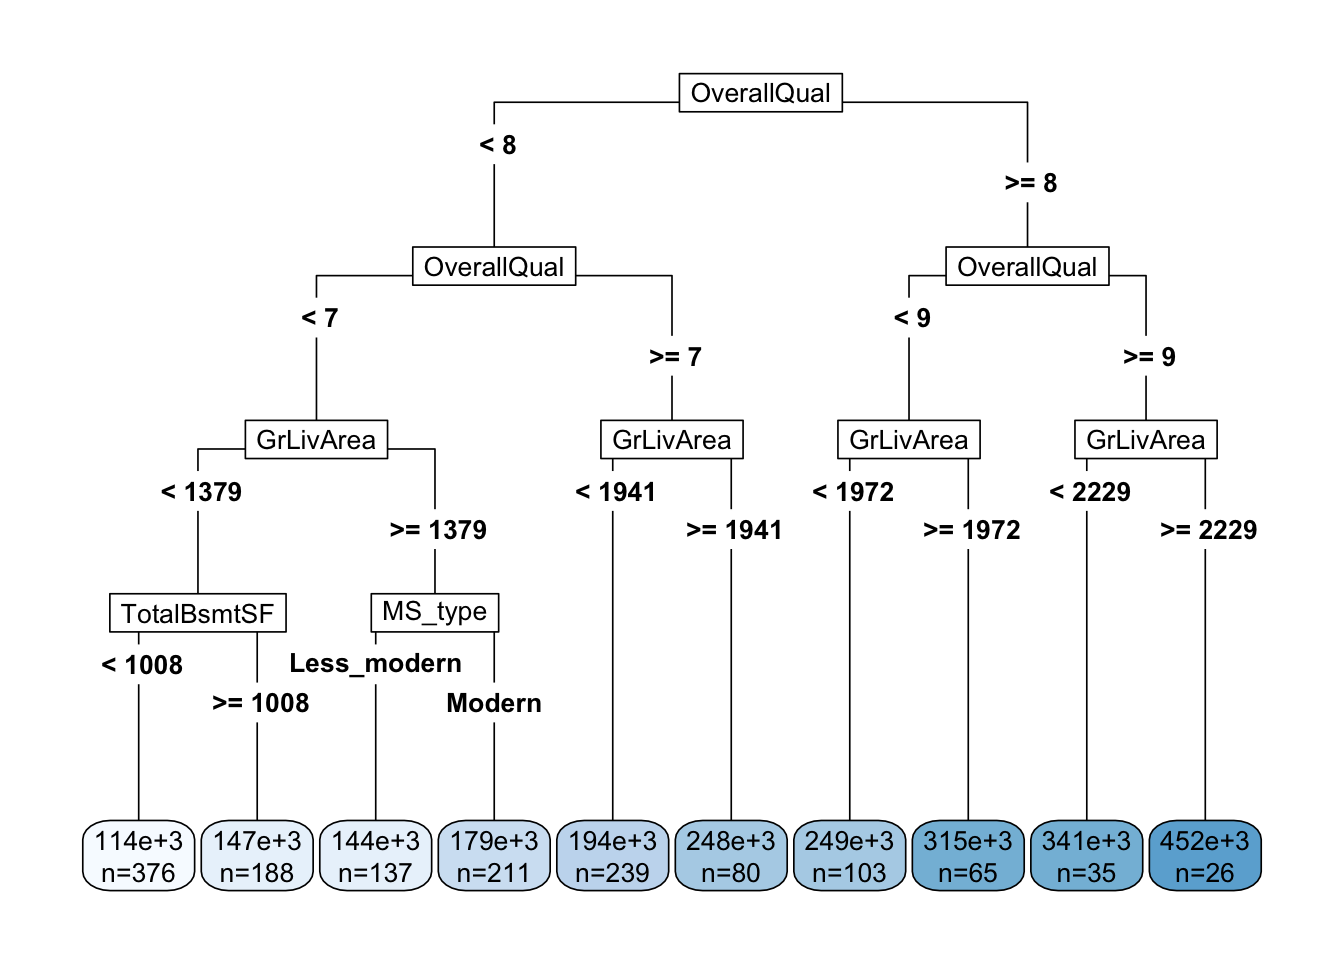 OverallQual
< 8
>= 8
OverallQual
OverallQual
< 7
>= 7
< 9
>= 9
GrLivArea
GrLivArea
GrLivArea
GrLivArea
< 1379
>= 1379
< 1941
>= 1941
< 1972
>= 1972
< 2229
>= 2229
TotalBsmtSF
MS_type
< 1008
>= 1008
Less_modern
Modern
114e+3
n=376
147e+3
n=188
144e+3
n=137
179e+3
n=211
194e+3
n=239
248e+3
n=80
249e+3
n=103
315e+3
n=65
341e+3
n=35
452e+3
n=26